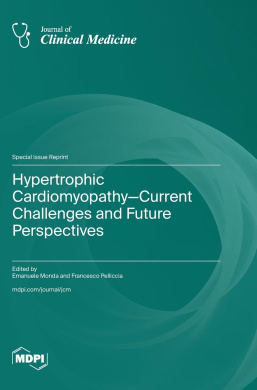 Journal of
Clinical Medicine
Special Issue Reprint
Hypertrophic
Cardiomyopathy—Current
Challenges and Future
Perspectives
Edited by
Emanuele Monda and Francesco Pelliccia
mdpi.com/journal/jcm
MDPI